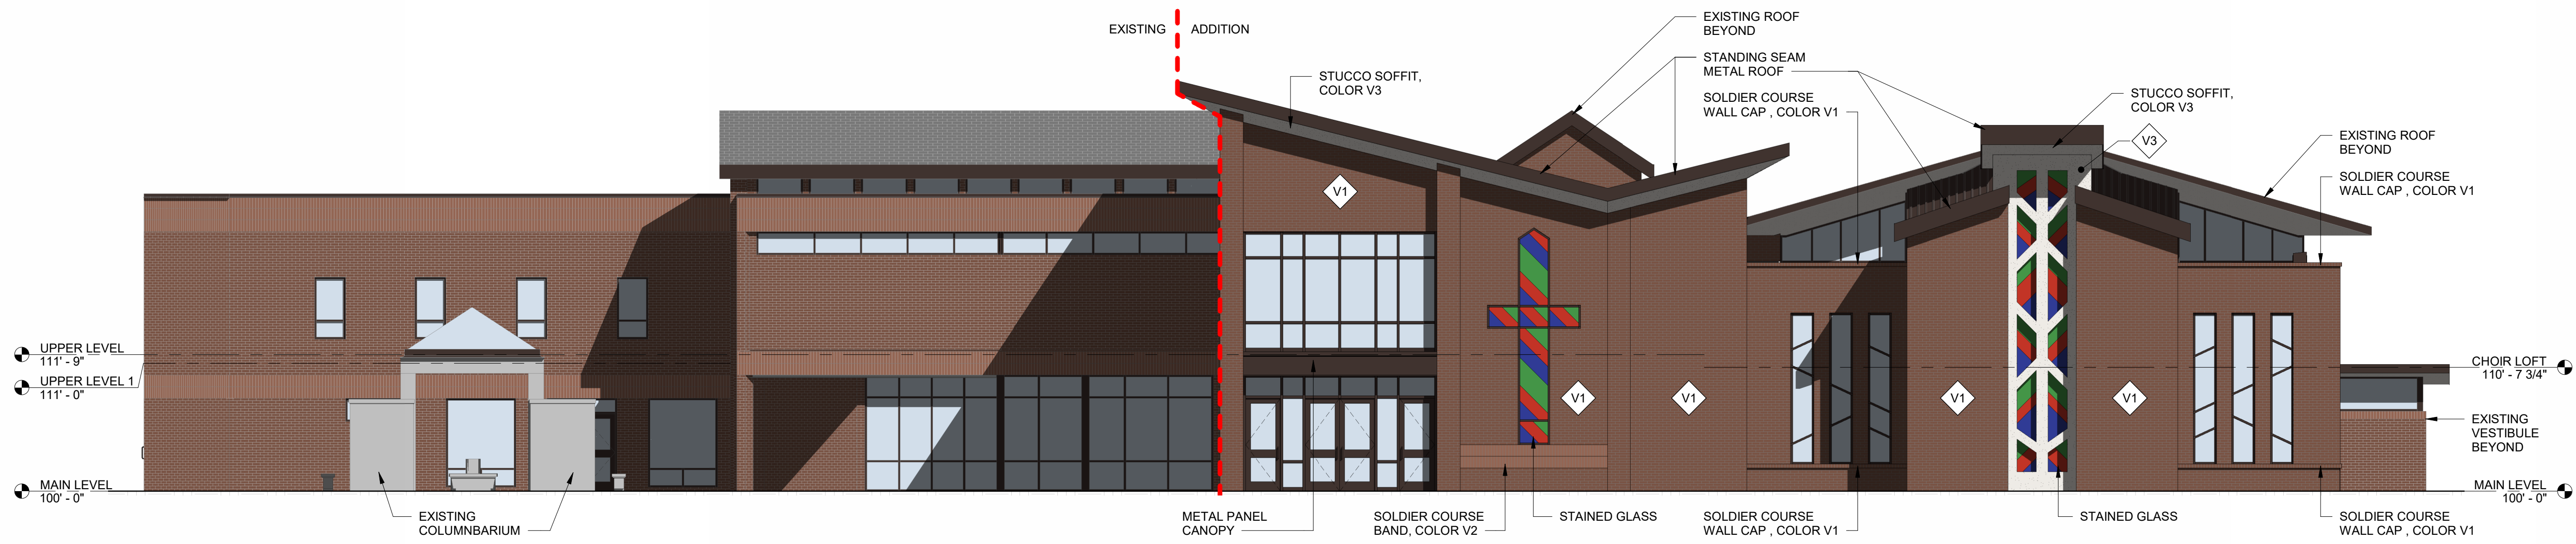 EXISTING
ADDITION
EXISTING ROOF
BEYOND
STANDING SEAM
METAL ROOF
STUCCO SOFFIT,
COLOR V3
SOLDIER COURSE
WALL CAP , COLOR V1
STUCCO SOFFIT,
COLOR V3
V3
EXISTING ROOF
BEYOND
SOLDIER COURSE
WALL CAP , COLOR V1
V1
UPPER LEVEL
111' - 9"
UPPER LEVEL 1
111' - 0"
CHOIR LOFT
110' - 7 3/4"
V1
V1
V1
V1
EXISTING
VESTIBULE
BEYOND
MAIN LEVEL
100' - 0"
MAIN LEVEL
100' - 0"
EXISTING
COLUMNBARIUM
METAL PANEL
CANOPY
SOLDIER COURSE
BAND, COLOR V2
STAINED GLASS
SOLDIER COURSE
WALL CAP , COLOR V1
STAINED GLASS
SOLDIER COURSE
WALL CAP , COLOR V1